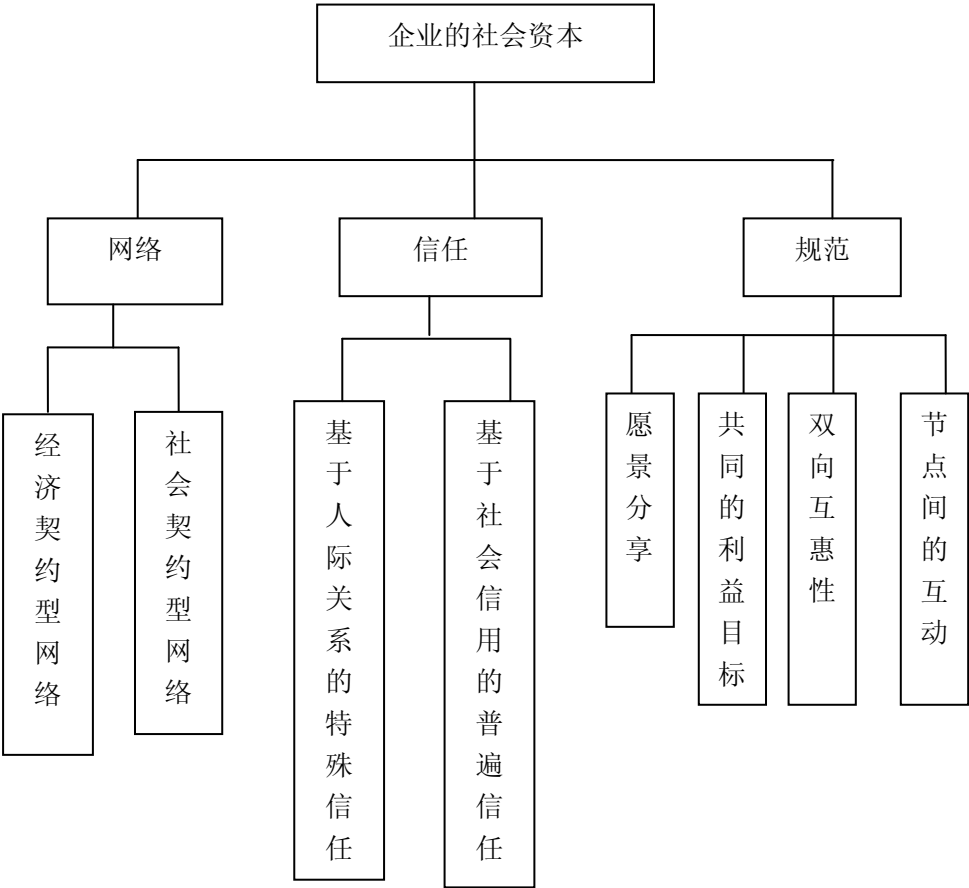 企业的社会资本
网络
信任
规范
经济契约型网络
社会契约型网络
基于人际关系的特殊信任
基于社会信用的普遍信任
愿景分享
共同的利益目标
双向互惠性
节点间的互动